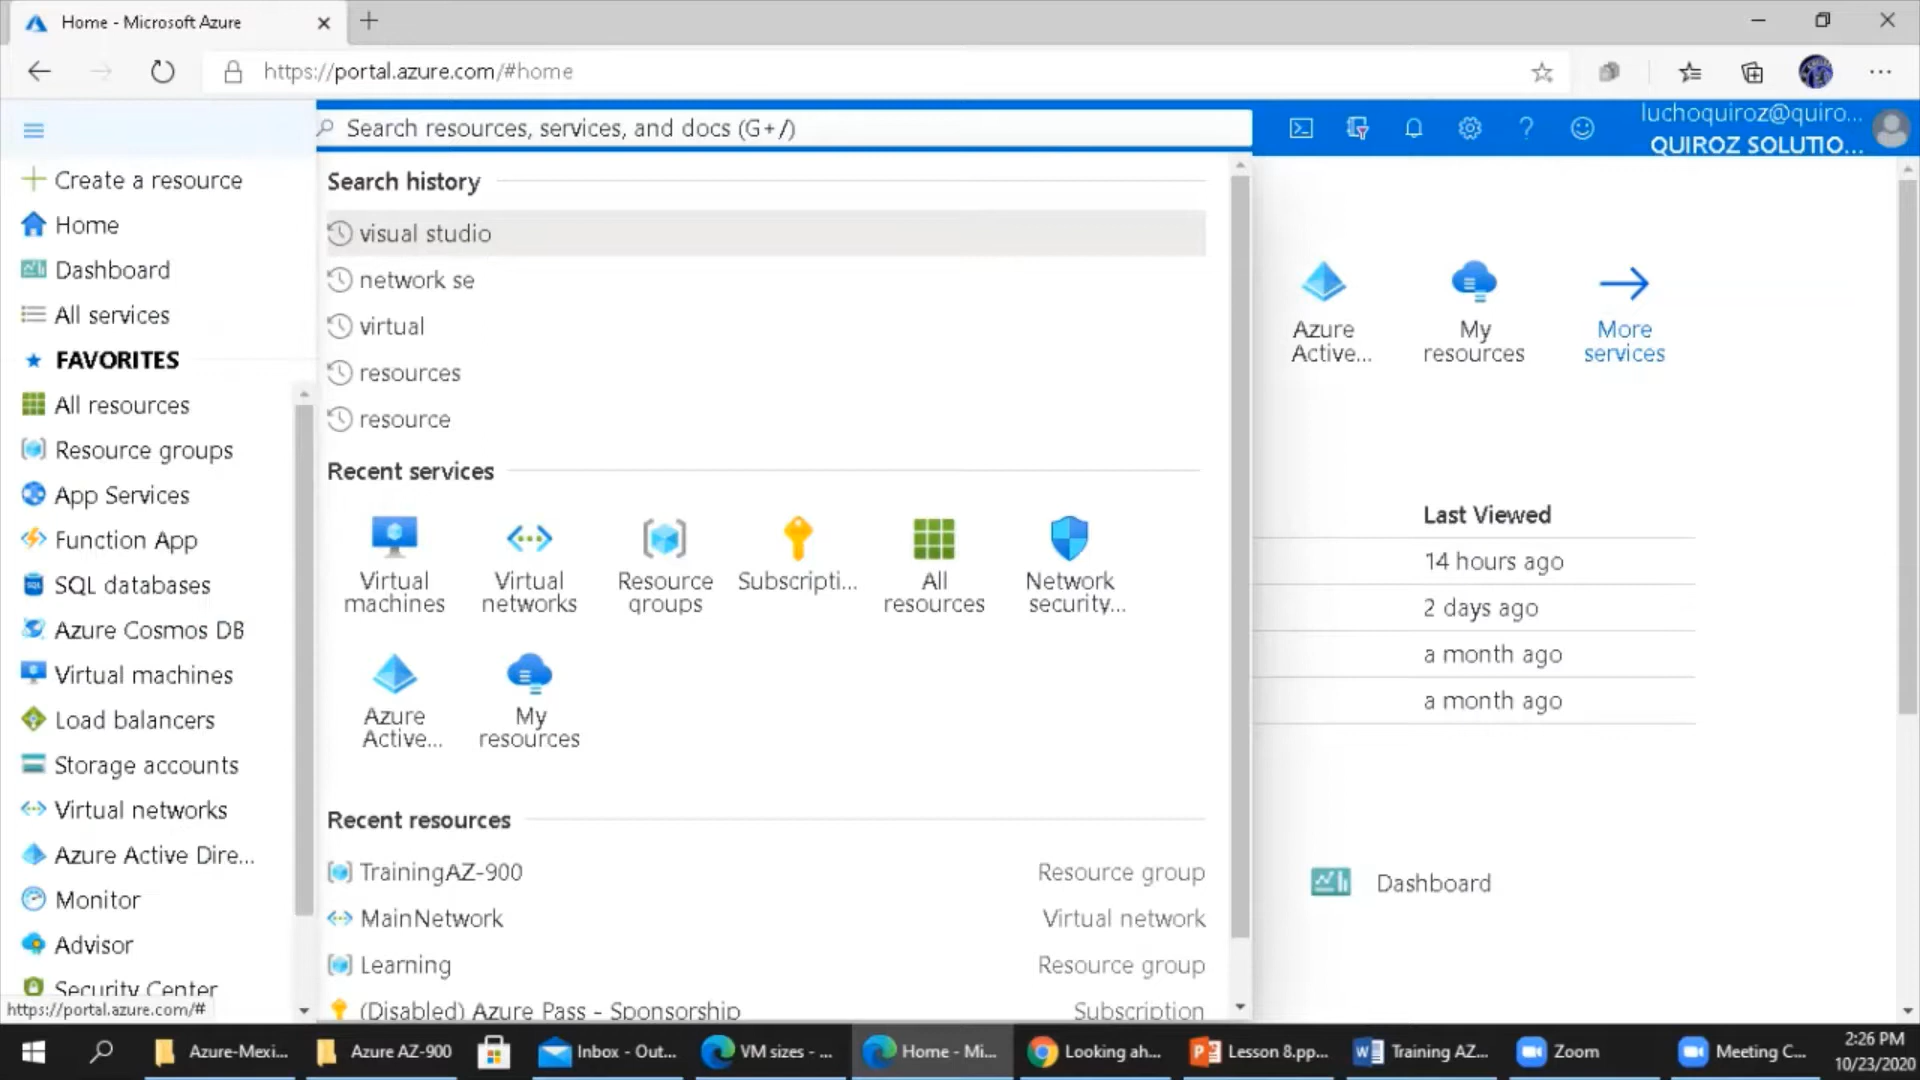 Home - Microsoft Azure
https://portal.azure.com/#home
Search resources, services, and docs (G+/)
luchoquiroz@quiro...
QUIROZ SOLUTIO...
Create a resource
Home
Dashboard
All services
FAVORITES
All resources
Resource groups
App Services
Function App
SQL databases
Azure Cosmos DB
Virtual machines
Load balancers
Storage accounts
Virtual networks
Azure Active Dire...
Monitor
Advisor
Security Center
https://portal.azure.com/#
Search history
visual studio
network se
virtual
resources
resource
Recent services
Virtual
machines
Virtual
networks
Resource
groups
Subscripti...
All
resources
Network
security...
Azure
Active...
My
resources
Recent resources
TrainingAZ-900 Resource group
MainNetwork Virtual network
Learning Resource group
(Disabled) Azure Pass - Sponsorship Subscription
Azure
Active...
My
resources
More
services
Last Viewed
14 hours ago
2 days ago
a month ago
a month ago
Dashboard
Azure-Mexi...
Azure AZ-900
Inbox - Out...
VM sizes - ...
Home - Mi...
Looking ah...
Lesson 8.pp...
Training AZ...
Zoom
Meeting C...
2:26 PM
10/23/2020